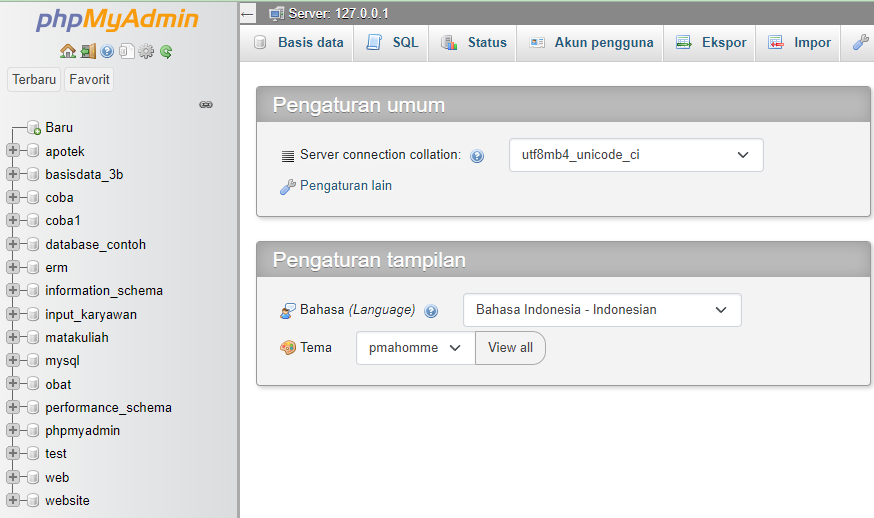 phpMyAdmin
Terbaru Favorit
Baru
apotek
basisdata_3b
coba
coba1
database_contoh
erm
information_schema
input_karyawan
matakuliah
mysql
obat
performance_schema
phpmyadmin
test
web
website
Server: 127.0.0.1
Basis data SQL Status Akun pengguna Ekspor Impor
Pengaturan umum
Server connection collation: utf8mb4_unicode_ci
Pengaturan lain
Pengaturan tampilan
Bahasa (Language) Bahasa Indonesia - Indonesian
Tema pmahomme View all